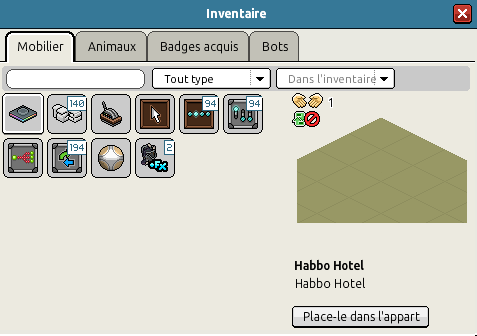 Inventaire
Mobilier
Animaux
Badges acquis
Bots
Tout type
Dans l'inventaire
140
94
94
194
2
FX
1
Habbo Hotel
Habbo Hotel
Place-le dans l'appart